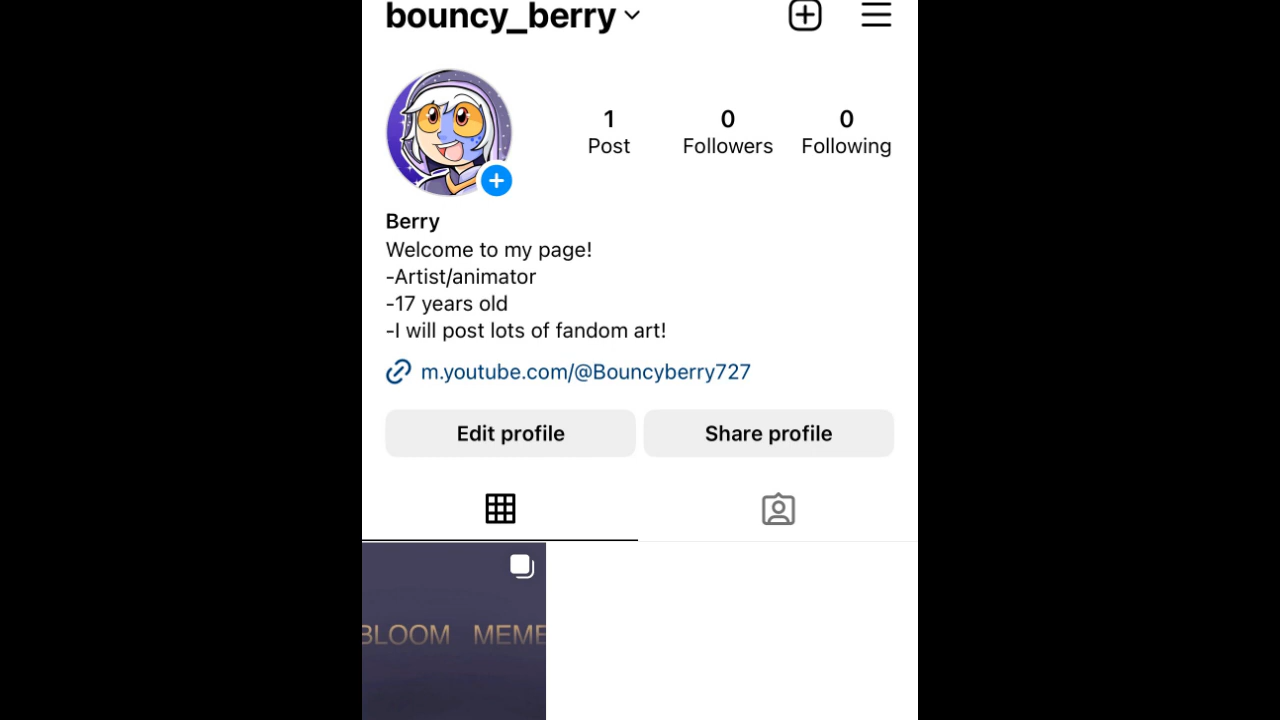 bouncy_berry
1 0 0
Post Followers Following
Berry
Welcome to my page!
-Artist/animator
-17 years old
-I will post lots of fandom art!
m.youtube.com/@Bouncyberry727
Edit profile Share profile
BLOOM MEME